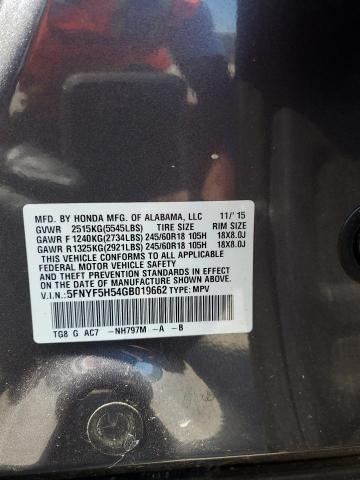 MFD. BY HONDA MFG. OF ALABAMA, LLC 11/'15
GVWR 2515KG(5545LBS) TIRE SIZE RIM SIZE
GAWR F 1240KG(2734LBS) 245/60R18 105H 18X8.0J
GAWR R1325KG(2921LBS) 245/60R18 105H 18X8.0J
THIS VEHICLE CONFORMS TO ALL APPLICABLE
FEDERAL MOTOR VEHICLE SAFETY
AND THEFT PREVENTION STANDARDS
IN EFFECT ON THE DATE OF
MANUFACTURE SHOWN ABOVE.
V.I.N.: 5FNYF5H54GB019662 TYPE: MPV
TG8 G AC7 -NH797M -A -B